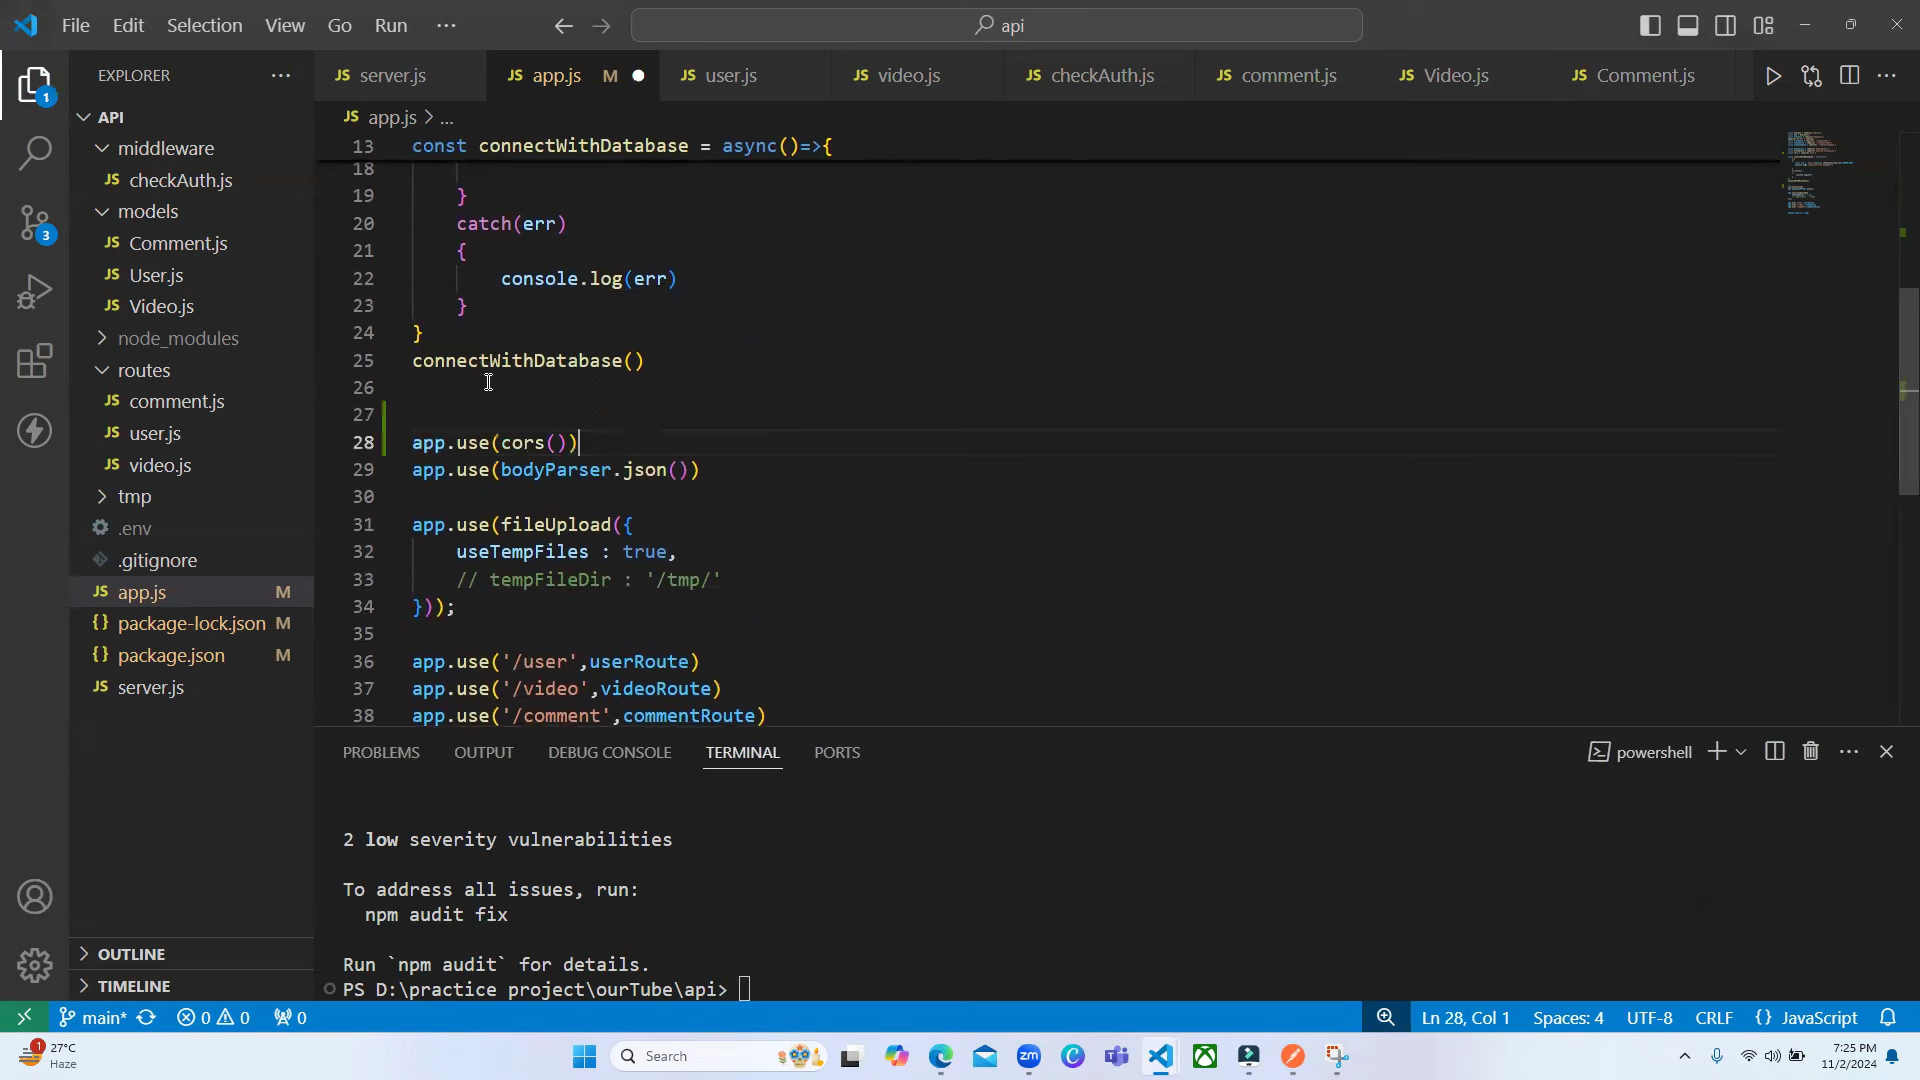 File Edit Selection View Go Run ··· api
EXPLORER ···
API
middleware
JS checkAuth.js
models
JS Comment.js
JS User.js
JS Video.js
node_modules
routes
JS comment.js
JS user.js
JS video.js
tmp
.env
.gitignore
JS app.js M
{} package-lock.json M
{} package.json M
JS server.js
OUTLINE
TIMELINE
1
3
JS server.js JS app.js M JS user.js JS video.js JS checkAuth.js JS comment.js JS Video.js JS Comment.js ···
JS app.js > ...
13 const connectWithDatabase = async()=>{
18
19 }
20 catch(err)
21 {
22 console.log(err)
23 }
24 }
25 connectWithDatabase()
26
27
28 app.use(cors())
29 app.use(bodyParser.json())
30
31 app.use(fileUpload({
32 useTempFiles : true,
33 // tempFileDir : '/tmp/'
34 }));
35
36 app.use('/user',userRoute)
37 app.use('/video',videoRoute)
38 app.use('/comment',commentRoute)
PROBLEMS OUTPUT DEBUG CONSOLE TERMINAL PORTS powershell
2 low severity vulnerabilities
To address all issues, run:
npm audit fix
Run `npm audit` for details.
PS D:\practice project\ourTube\api>
main* 0 0 0 Ln 28, Col 1 Spaces: 4 UTF-8 CRLF {} JavaScript
1 27°C
Haze
Search
zm
7:25 PM
11/2/2024